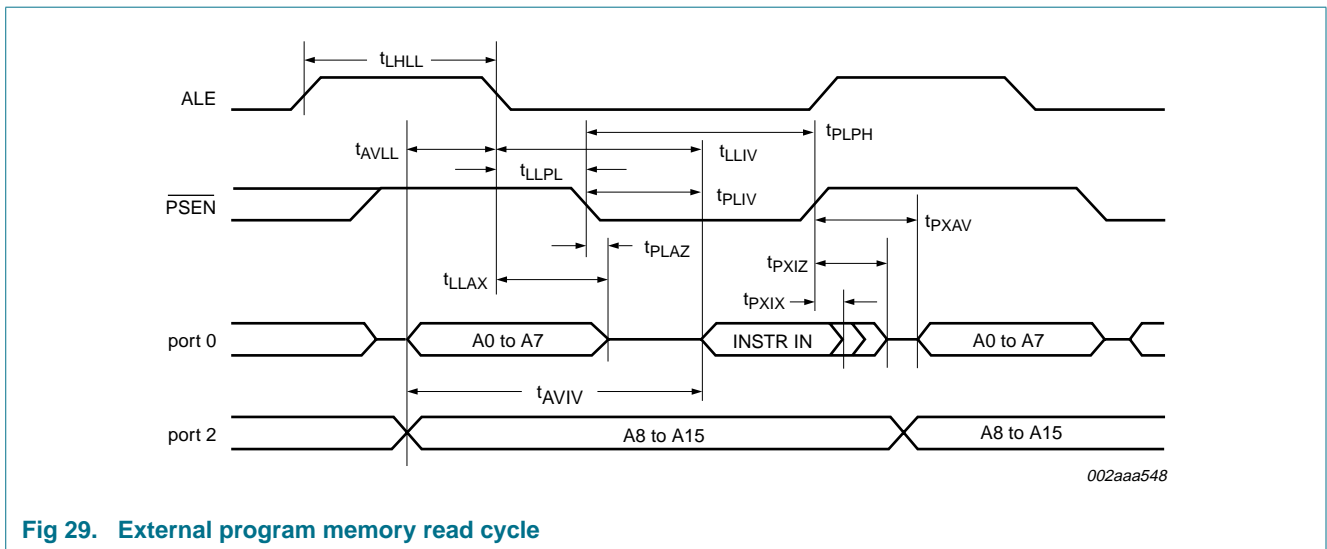 tLHLL
ALE
tPLPH
tAVLL
tLLIV
tLLPL
PSEN
tPLIV
tPXAV
tPLAZ
tPXIZ
tLLAX
tPXIX
port 0
A0 to A7
INSTR IN
A0 to A7
tAVIV
port 2
A8 to A15
A8 to A15
002aaa548
Fig 29. External program memory read cycle